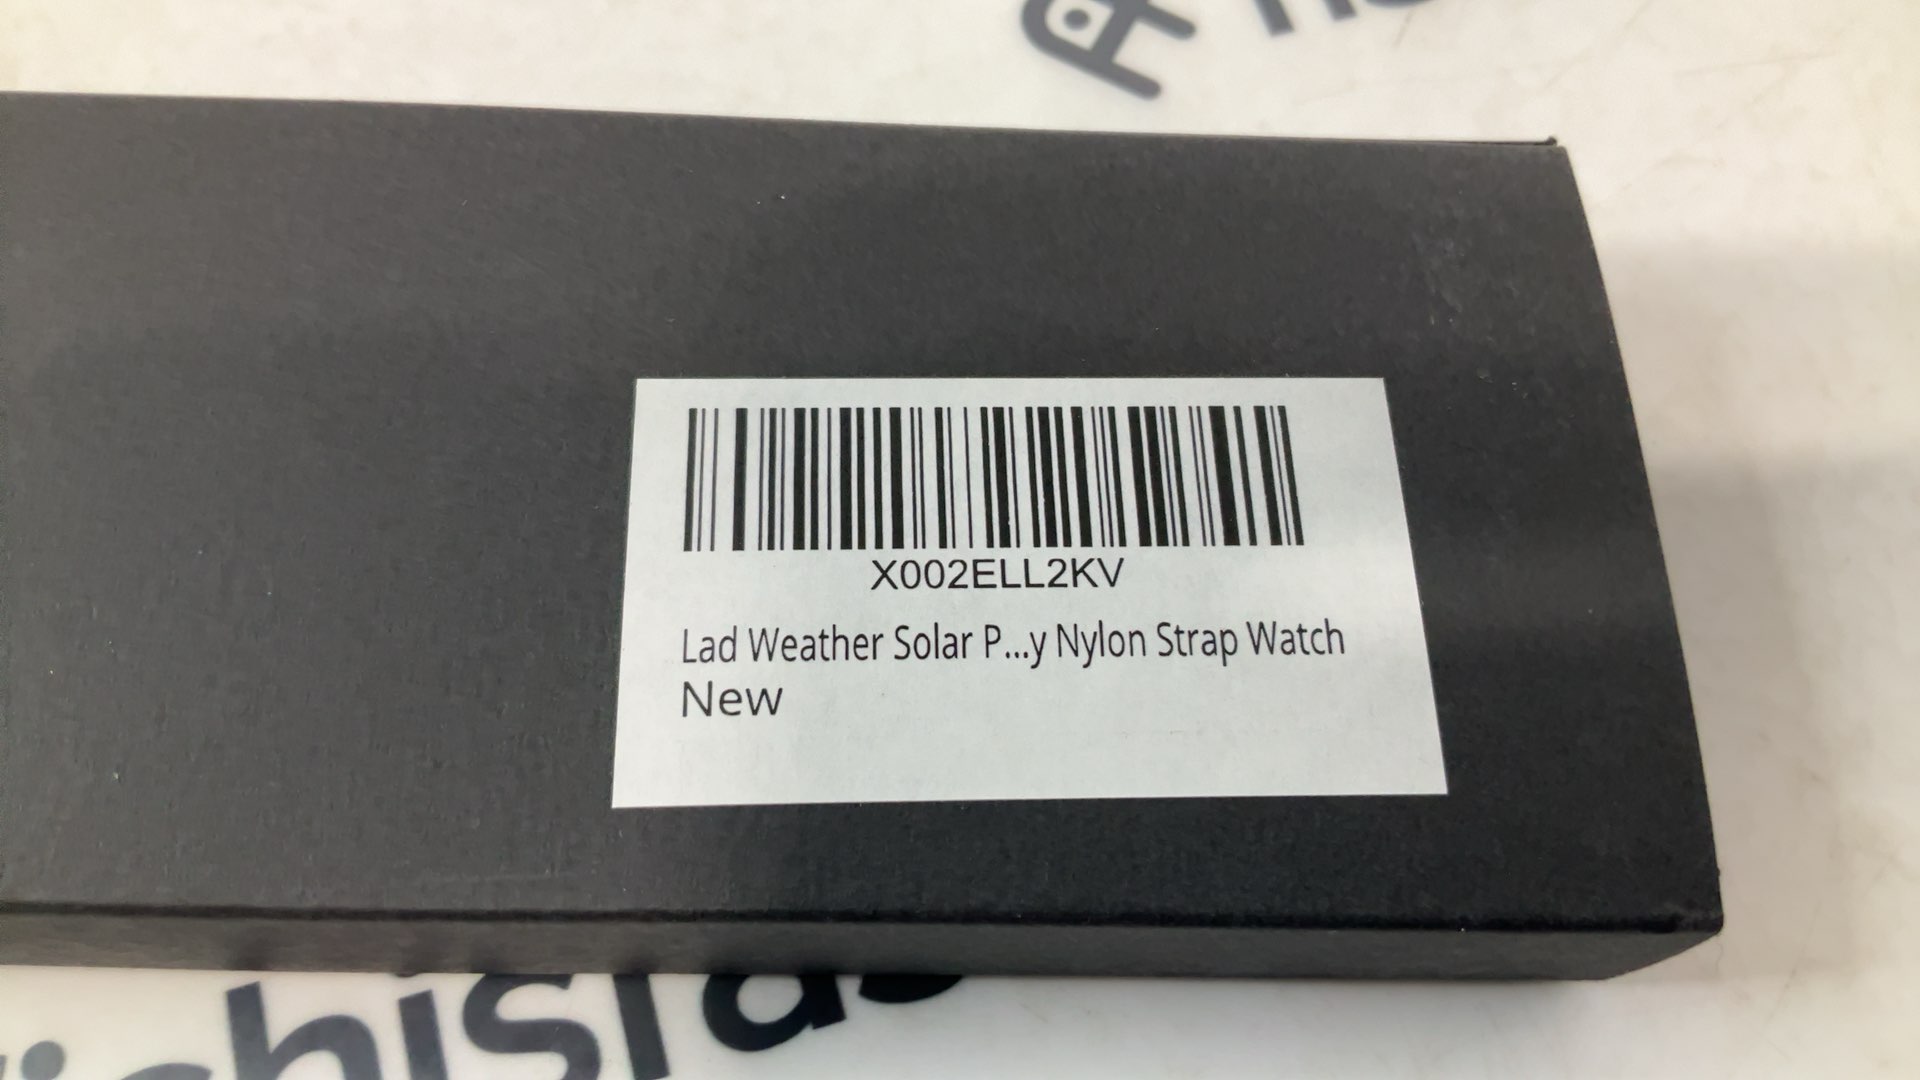 X002ELL2KV
Lad Weather Solar P...y Nylon Strap Watch
New